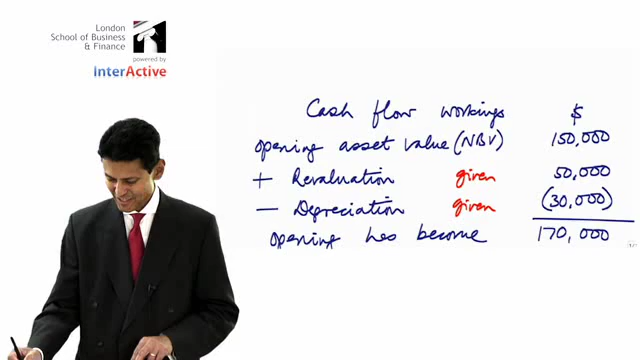 London
School of Business
& Finance
powered by
InterActive
Cash flow workings $
opening asset value (NBV) 150,000
+ Revaluation given 50,000
- Depreciation given (30,000)
opening has become 170,000